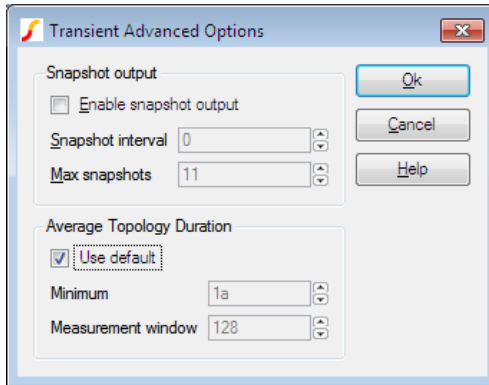 Transient Advanced Options
Snapshot output
Enable snapshot output
Snapshot interval 0
Max snapshots 11
Ok
Cancel
Help
Average Topology Duration
Use default
Minimum 1a
Measurement window 128